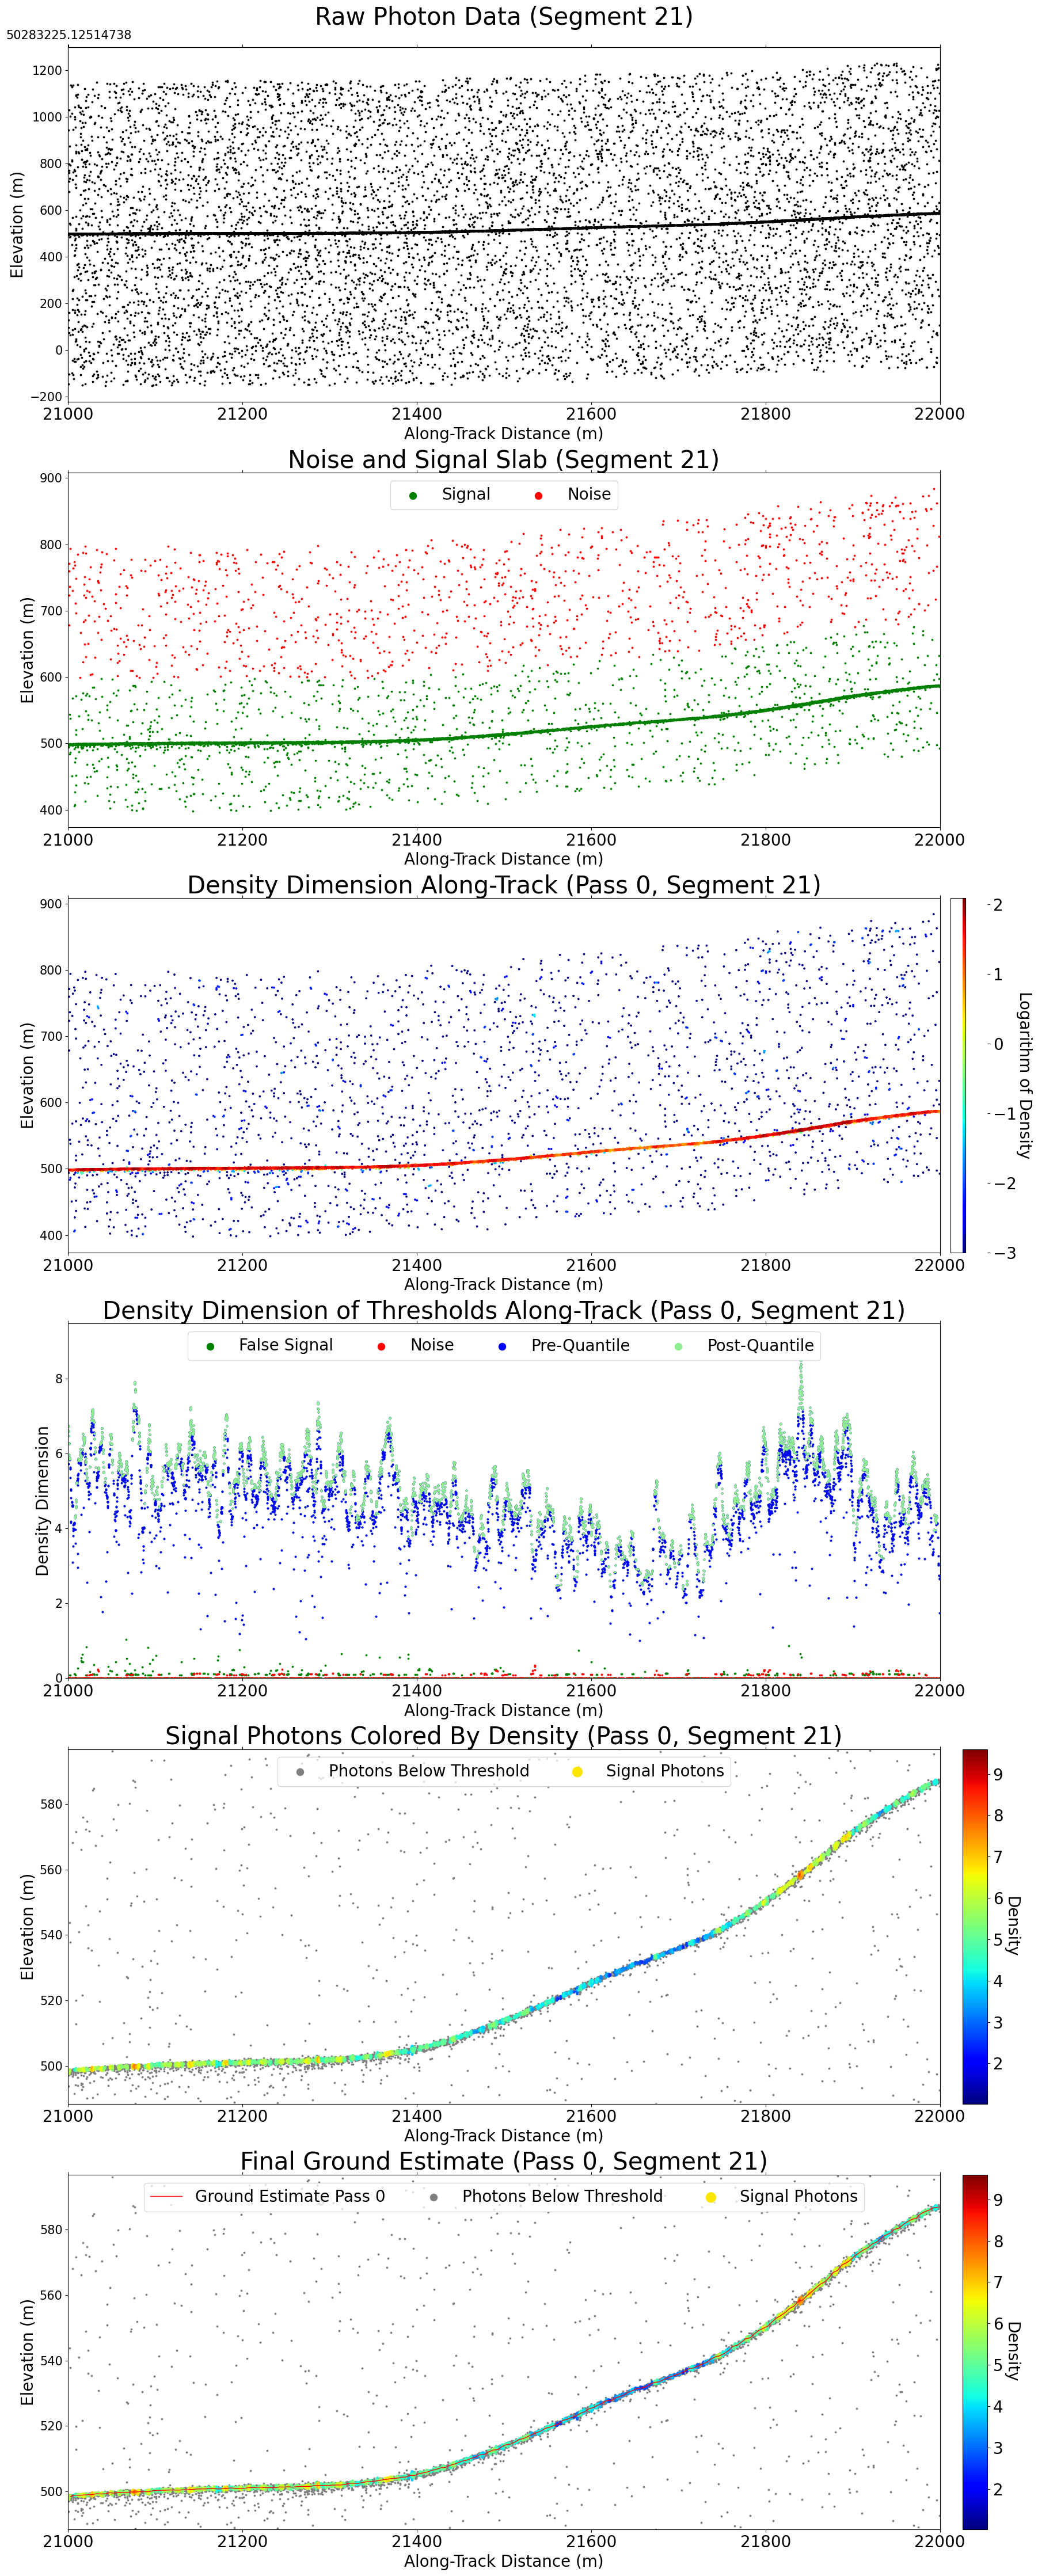 Raw Photon Data (Segment 21)
50283225.12514738
1200
1000
800
600
400
200
0
−200
Elevation (m)
21000 21200 21400 21600 21800 22000
Along-Track Distance (m)
Noise and Signal Slab (Segment 21)
Signal Noise
900
800
700
600
500
400
Elevation (m)
21000 21200 21400 21600 21800 22000
Along-Track Distance (m)
Density Dimension Along-Track (Pass 0, Segment 21)
900
800
700
600
500
400
Elevation (m)
21000 21200 21400 21600 21800 22000
Along-Track Distance (m)
2
1
0
−1
−2
−3
Logarithm of Density
Density Dimension of Thresholds Along-Track (Pass 0, Segment 21)
False Signal Noise Pre-Quantile Post-Quantile
8
6
4
2
0
Density Dimension
21000 21200 21400 21600 21800 22000
Along-Track Distance (m)
Signal Photons Colored By Density (Pass 0, Segment 21)
Photons Below Threshold Signal Photons
580
560
540
520
500
Elevation (m)
21000 21200 21400 21600 21800 22000
Along-Track Distance (m)
9
8
7
6
5
4
3
2
Density
Final Ground Estimate (Pass 0, Segment 21)
Ground Estimate Pass 0 Photons Below Threshold Signal Photons
580
560
540
520
500
Elevation (m)
21000 21200 21400 21600 21800 22000
Along-Track Distance (m)
9
8
7
6
5
4
3
2
Density